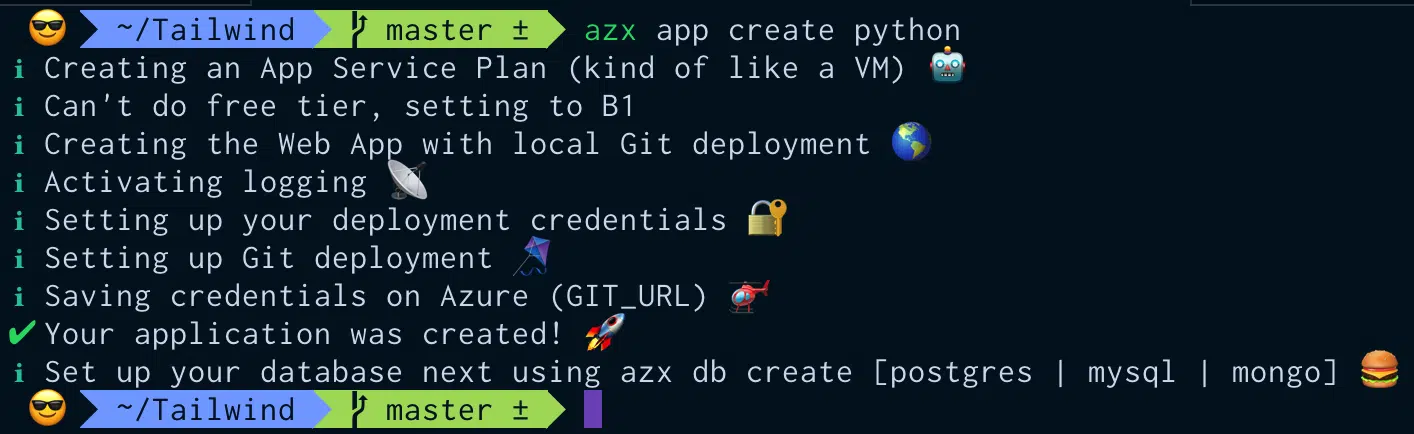 😎 ~/Tailwind master ± azx app create python
ℹ Creating an App Service Plan (kind of like a VM) 🤖
ℹ Can't do free tier, setting to B1
ℹ Creating the Web App with local Git deployment 🌎
ℹ Activating logging 📡
ℹ Setting up your deployment credentials 🔐
ℹ Setting up Git deployment 🪁
ℹ Saving credentials on Azure (GIT_URL) 🚁
✔ Your application was created! 🚀
ℹ Set up your database next using azx db create [postgres | mysql | mongo] 🍔
😎 ~/Tailwind master ±